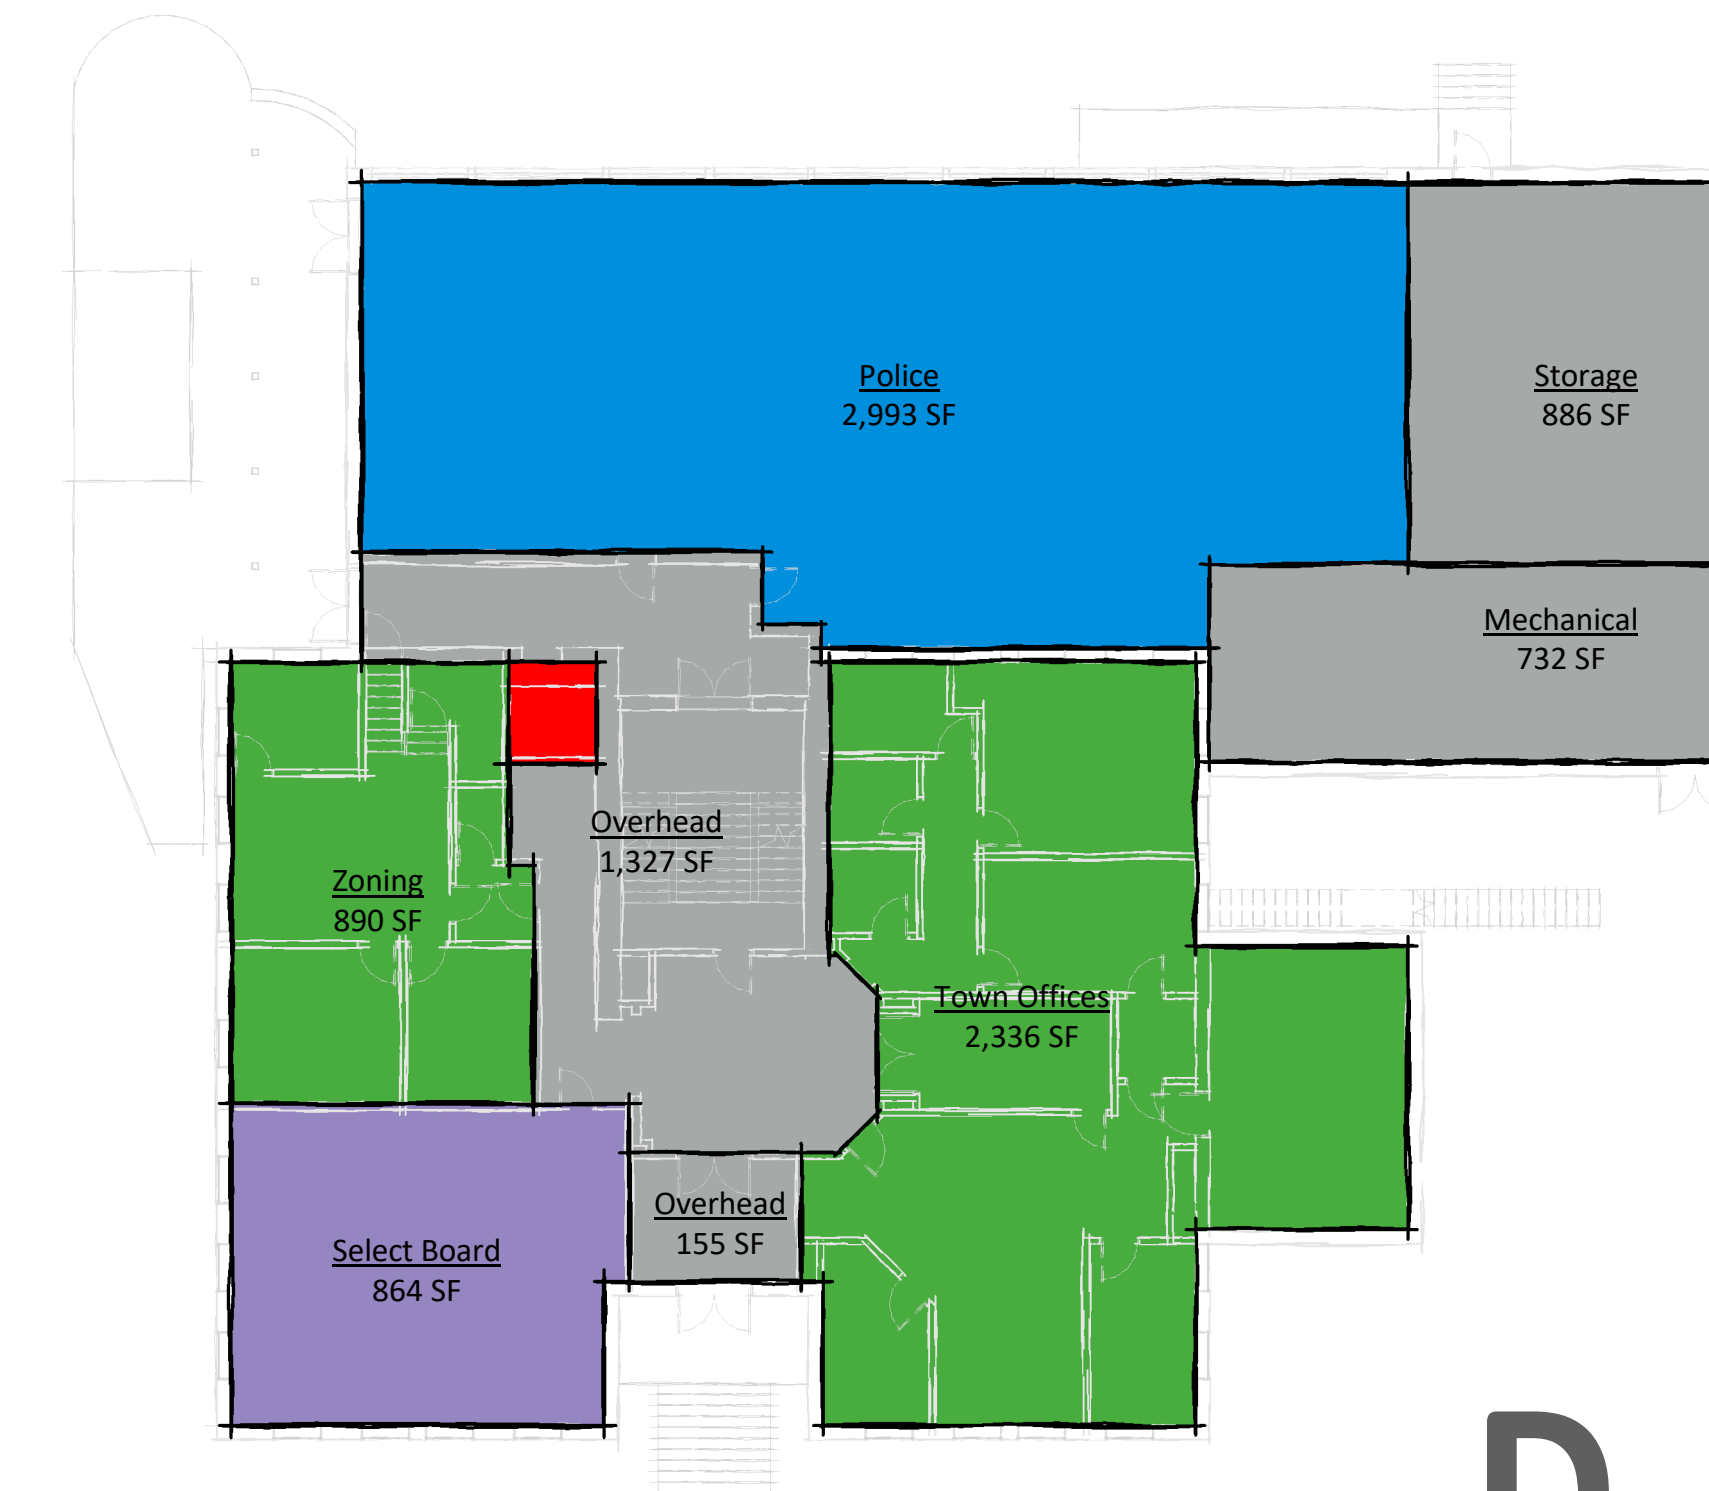 Police
2,993 SF
Storage
886 SF
Mechanical
732 SF
Overhead
1,327 SF
Zoning
890 SF
Town Offices
2,336 SF
Overhead
155 SF
Select Board
864 SF